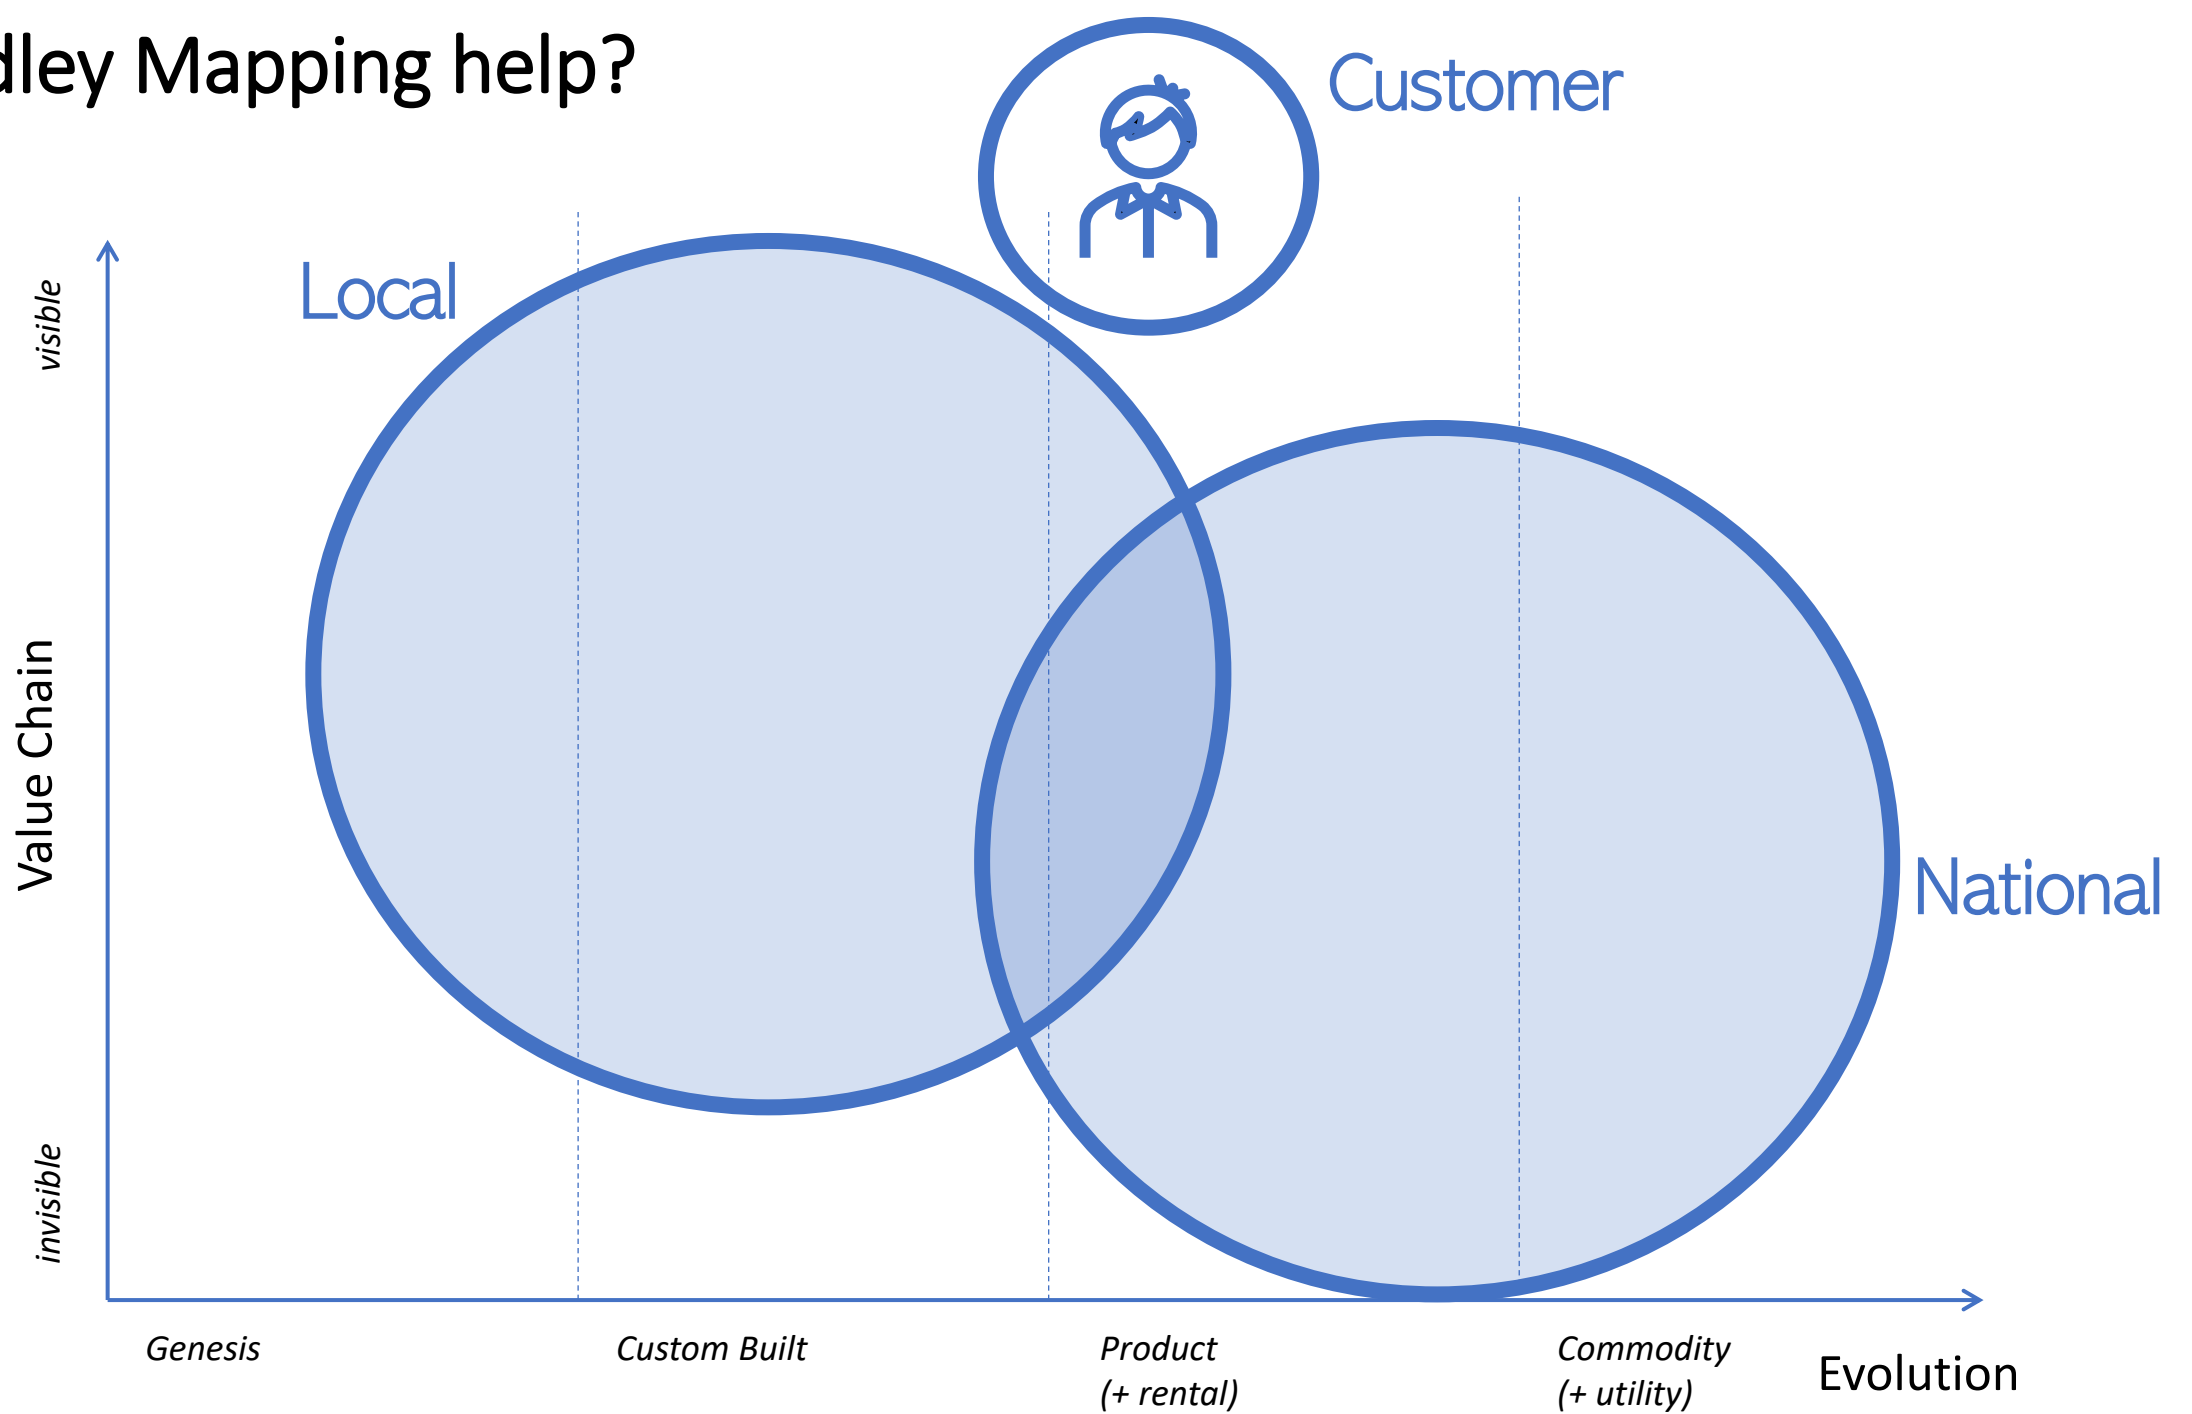 dley Mapping help?
Customer
Local
visible
Value Chain
National
invisible
Genesis
Custom Built
Product
(+ rental)
Commodity
(+ utility)
Evolution